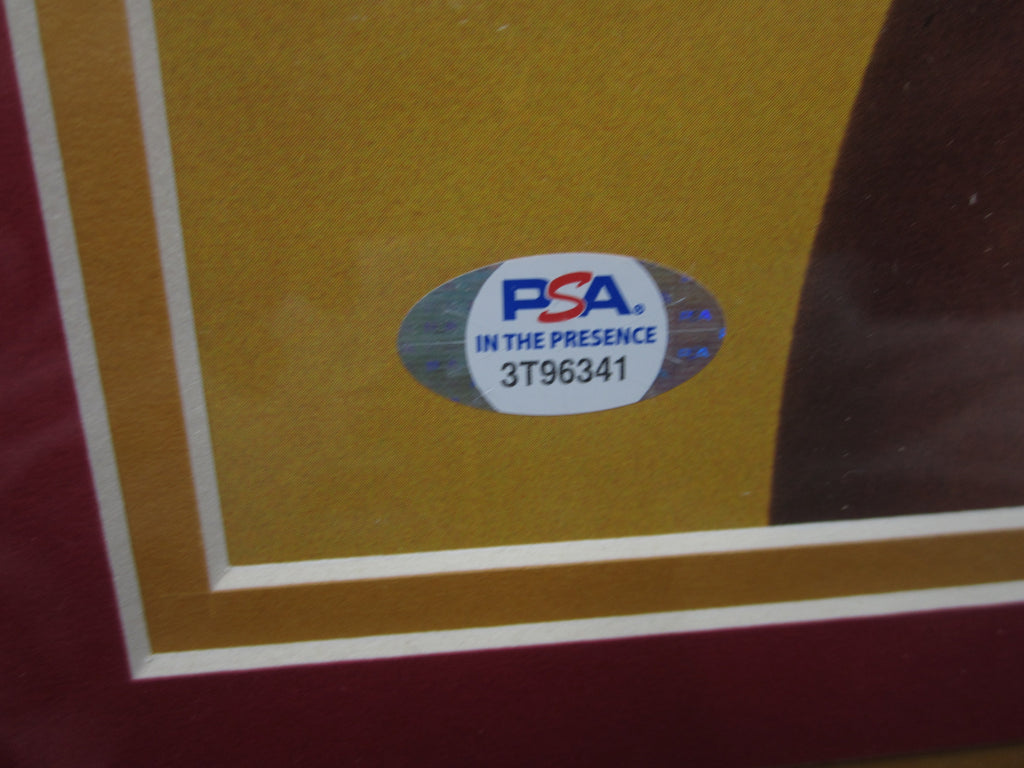 PSA®
IN THE PRESENCE
3T96341